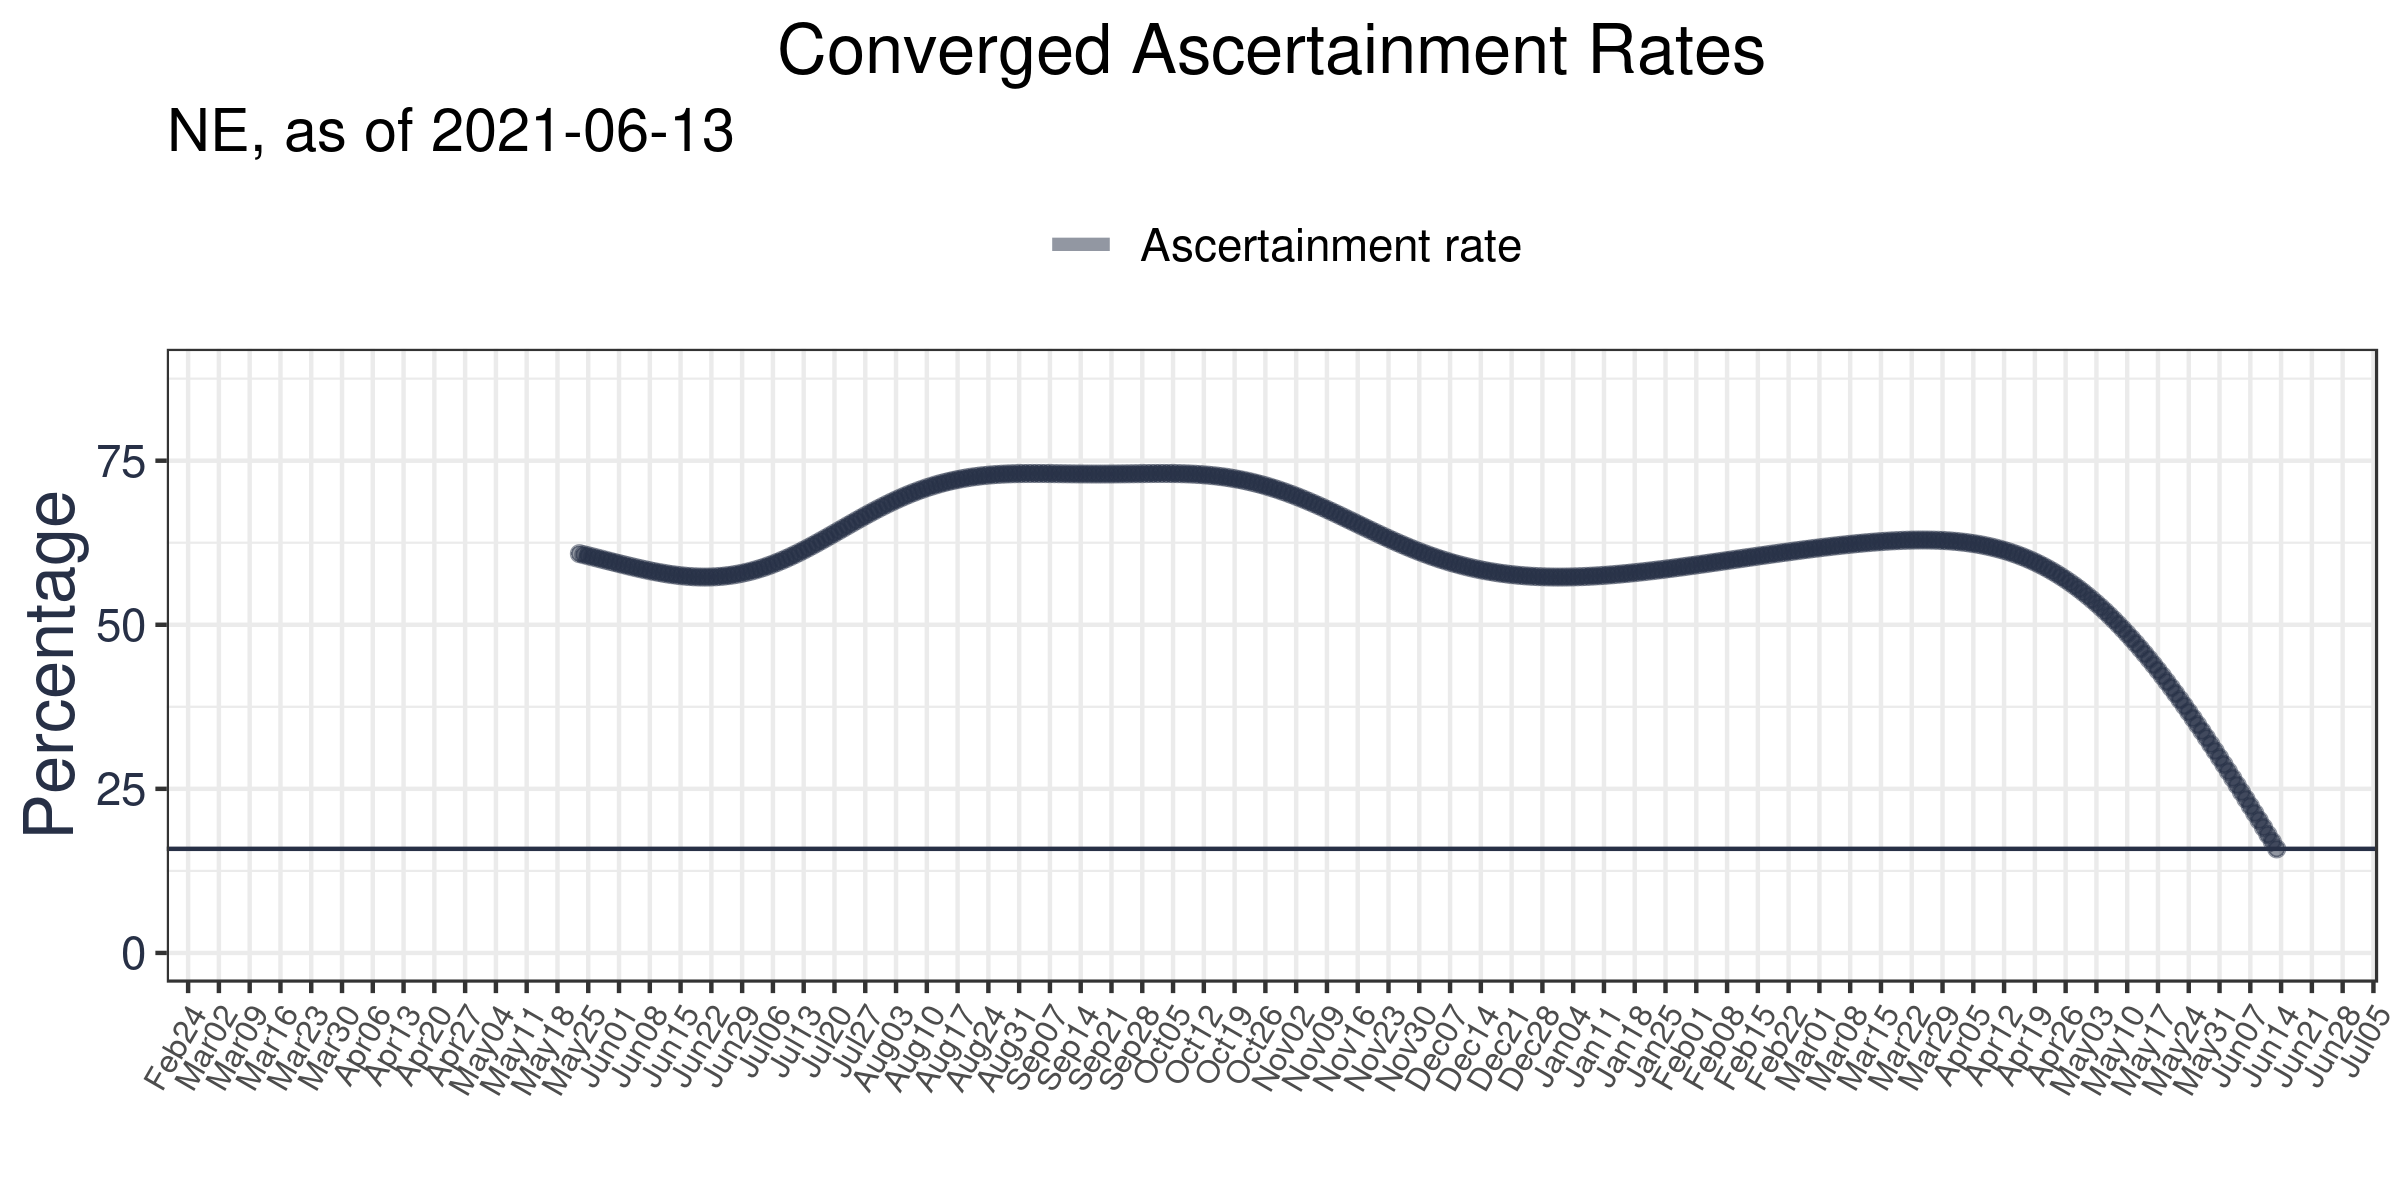 Converged Ascertainment Rates
NE, as of 2021-06-13
Ascertainment rate
Percentage
75
50
25
0
Feb24
Mar02
Mar09
Mar16
Mar23
Mar30
Apr06
Apr13
Apr20
Apr27
May04
May11
May18
May25
Jun01
Jun08
Jun15
Jun22
Jun29
Jul06
Jul13
Jul20
Jul27
Aug03
Aug10
Aug17
Aug24
Aug31
Sep07
Sep14
Sep21
Sep28
Oct05
Oct12
Oct19
Oct26
Nov02
Nov09
Nov16
Nov23
Nov30
Dec07
Dec14
Dec21
Dec28
Jan04
Jan11
Jan18
Jan25
Feb01
Feb08
Feb15
Feb22
Mar01
Mar08
Mar15
Mar22
Mar29
Apr05
Apr12
Apr19
Apr26
May03
May10
May17
May24
May31
Jun07
Jun14
Jun21
Jun28
Jul05